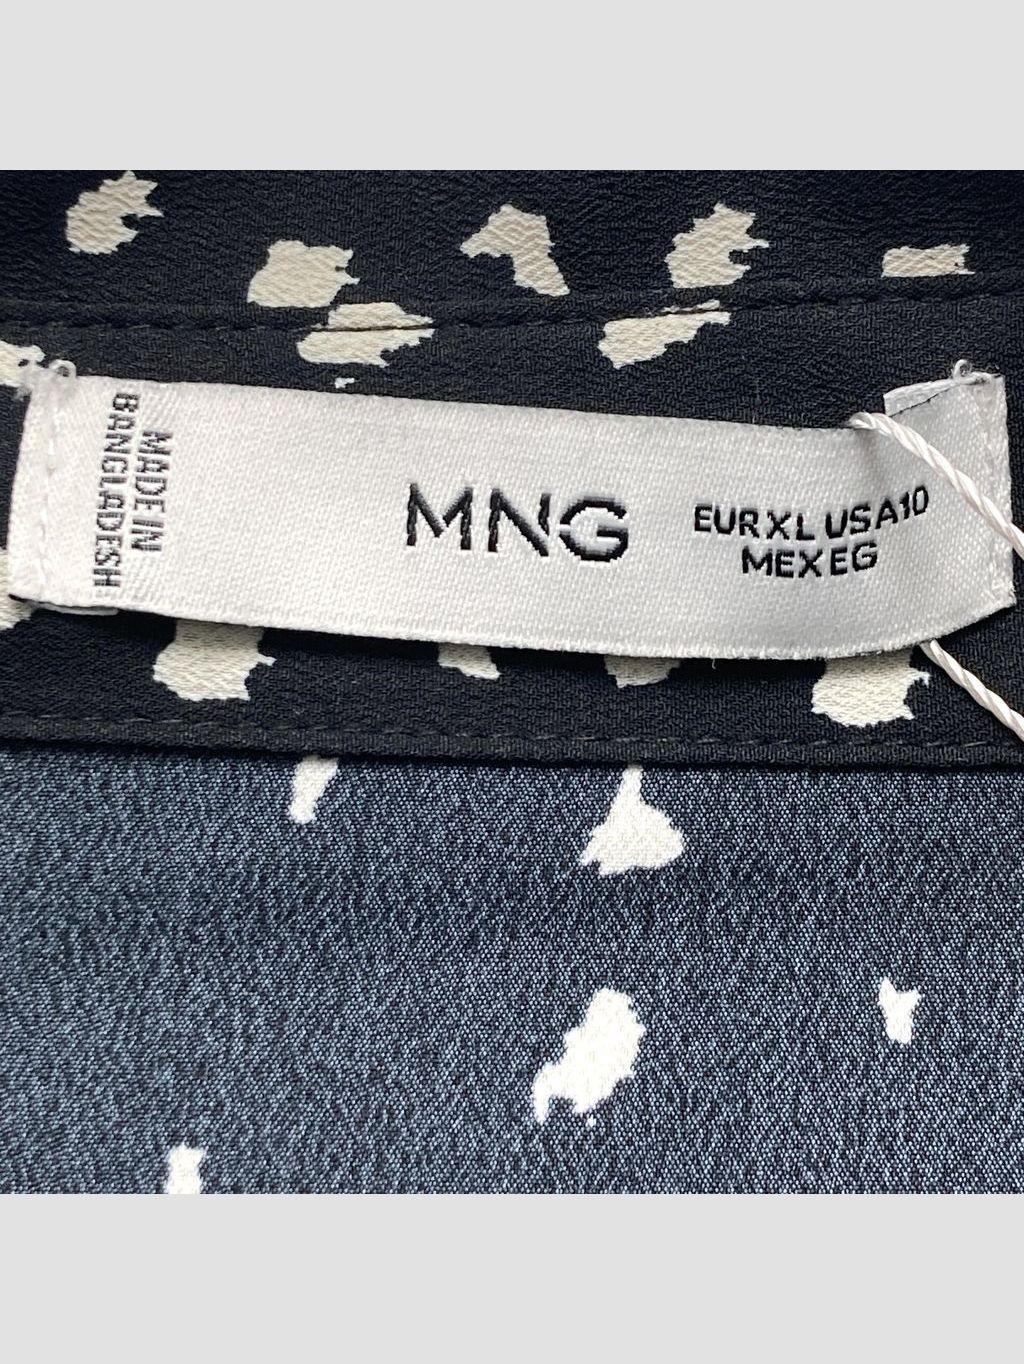 MADE IN
BANGLADESH
MNG
EUR XL USA 10
MEX EG